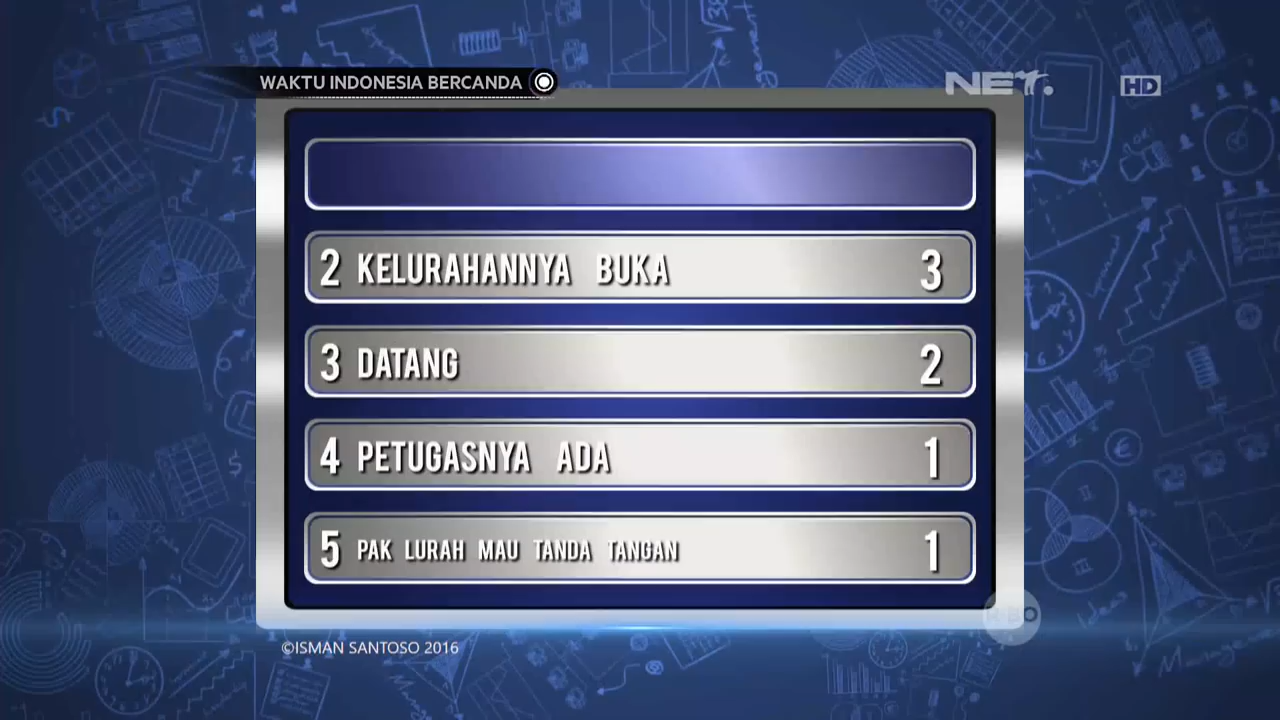 WAKTU INDONESIA BERCANDA
NET.
HD
2 KELURAHANNYA BUKA 3
3 DATANG 2
4 PETUGASNYA ADA 1
5 PAK LURAH MAU TANDA TANGAN 1
©ISMAN SANTOSO 2016